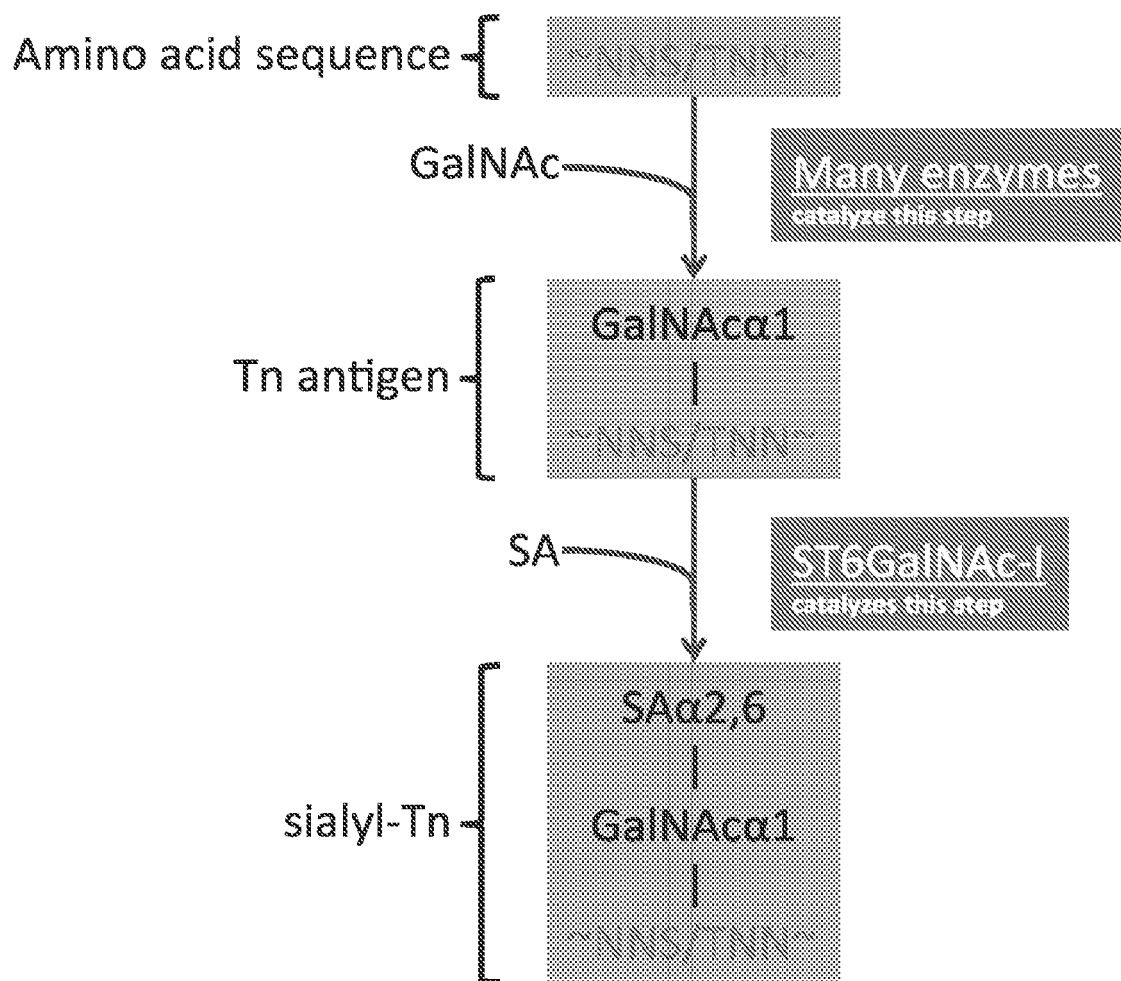 Amino acid sequence
~NNS/TNN~
GalNAc
Many enzymes
catalyze this step
GalNAcα1
Tn antigen
~NNS/TNN~
SA
ST6GalNAc-I
catalyzes this step
SAα2,6
GalNAcα1
sialyl-Tn
~NNS/TNN~